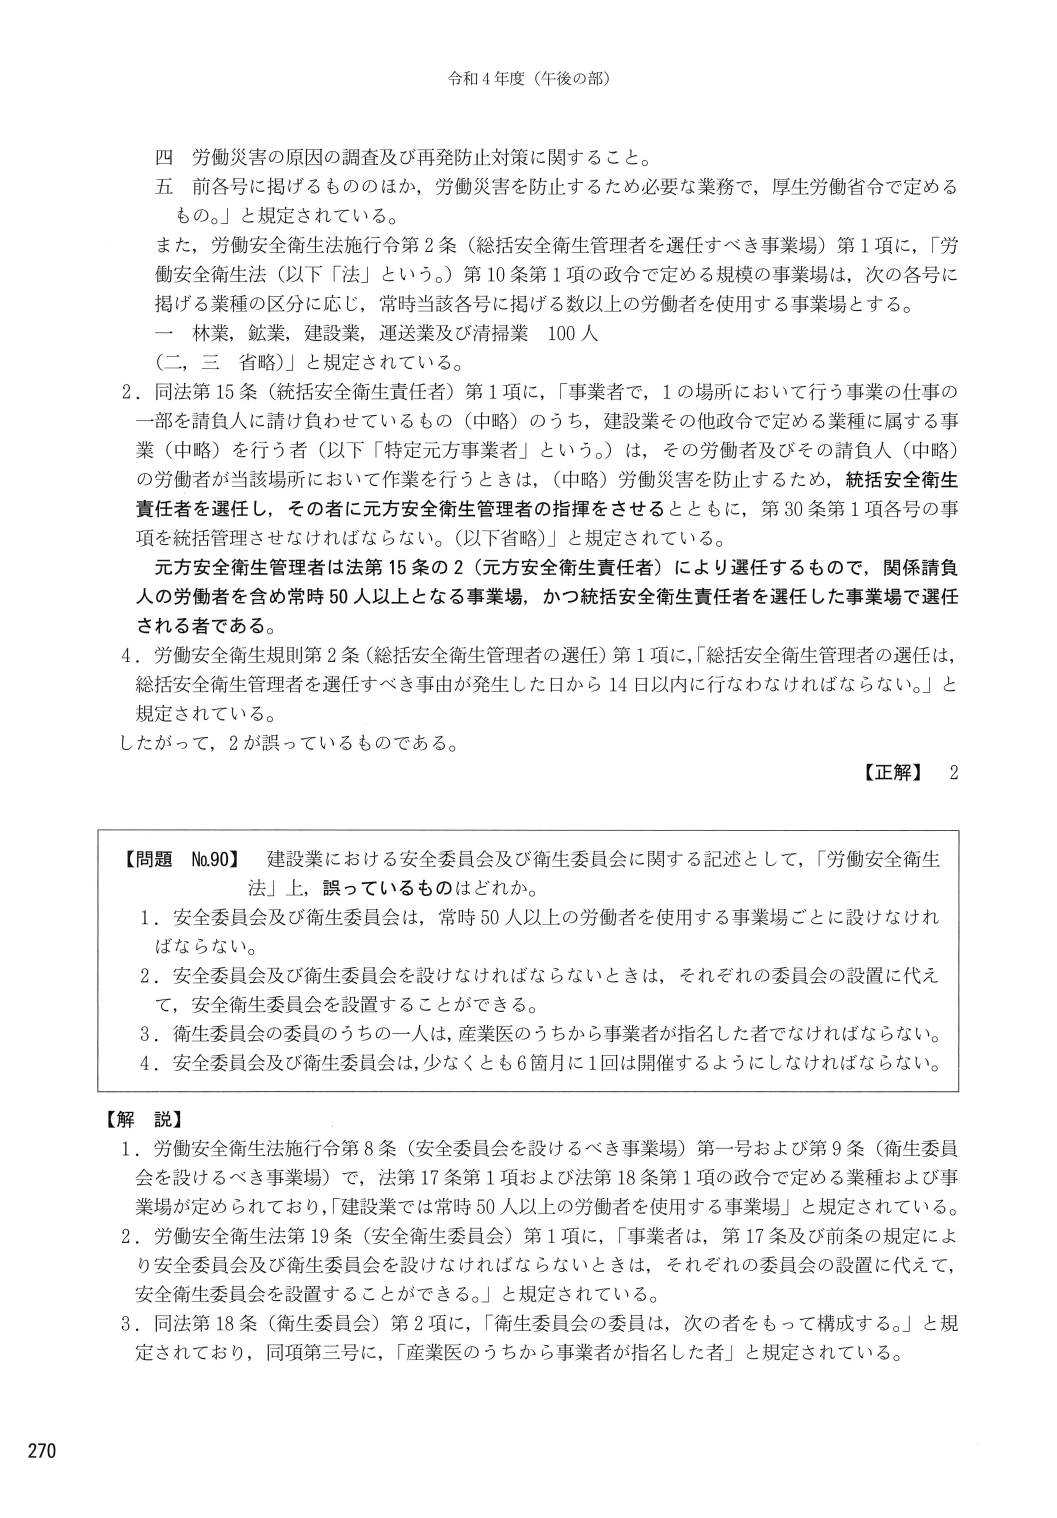 令和4年度（午後の部）
四　労働災害の原因の調査及び再発防止対策に関すること。
五　前各号に掲げるもののほか，労働災害を防止するため必要な業務で，厚生労働省令で定める
もの。」と規定されている。
また，労働安全衛生法施行令第2条（総括安全衛生管理者を選任すべき事業場）第1項に，「労
働安全衛生法（以下「法」という。）第10条第1項の政令で定める規模の事業場は，次の各号に
掲げる業種の区分に応じ，常時当該各号に掲げる数以上の労働者を使用する事業場とする。
一　林業，鉱業，建設業，運送業及び清掃業　100人
（二，三　省略）」と規定されている。
2．同法第15条（統括安全衛生責任者）第1項に，「事業者で，1の場所において行う事業の仕事の
一部を請負人に請け負わせているもの（中略）のうち，建設業その他政令で定める業種に属する事
業（中略）を行う者（以下「特定元方事業者」という。）は，その労働者及びその請負人（中略）
の労働者が当該場所において作業を行うときは，（中略）労働災害を防止するため，統括安全衛生
責任者を選任し，その者に元方安全衛生管理者の指揮をさせるとともに，第30条第1項各号の事
項を統括管理させなければならない。（以下省略）」と規定されている。
元方安全衛生管理者は法第15条の2（元方安全衛生責任者）により選任するもので，関係請負
人の労働者を含め常時50人以上となる事業場，かつ統括安全衛生責任者を選任した事業場で選任
される者である。
4．労働安全衛生規則第2条（総括安全衛生管理者の選任）第1項に，「総括安全衛生管理者の選任は，
総括安全衛生管理者を選任すべき事由が発生した日から14日以内に行なわなければならない。」と
規定されている。
したがって，2が誤っているものである。
【正解】　2
【問題　№90】　建設業における安全委員会及び衛生委員会に関する記述として，「労働安全衛生
法」上，誤っているものはどれか。
1．安全委員会及び衛生委員会は，常時50人以上の労働者を使用する事業場ごとに設けなけれ
ばならない。
2．安全委員会及び衛生委員会を設けなければならないときは，それぞれの委員会の設置に代え
て，安全衛生委員会を設置することができる。
3．衛生委員会の委員のうちの一人は，産業医のうちから事業者が指名した者でなければならない。
4．安全委員会及び衛生委員会は，少なくとも6箇月に1回は開催するようにしなければならない。
【解　説】
1．労働安全衛生法施行令第8条（安全委員会を設けるべき事業場）第一号および第9条（衛生委員
会を設けるべき事業場）で，法第17条第1項および法第18条第1項の政令で定める業種および事
業場が定められており，「建設業では常時50人以上の労働者を使用する事業場」と規定されている。
2．労働安全衛生法第19条（安全衛生委員会）第1項に，「事業者は，第17条及び前条の規定によ
り安全委員会及び衛生委員会を設けなければならないときは，それぞれの委員会の設置に代えて，
安全衛生委員会を設置することができる。」と規定されている。
3．同法第18条（衛生委員会）第2項に，「衛生委員会の委員は，次の者をもって構成する。」と規
定されており，同項第三号に，「産業医のうちから事業者が指名した者」と規定されている。
270